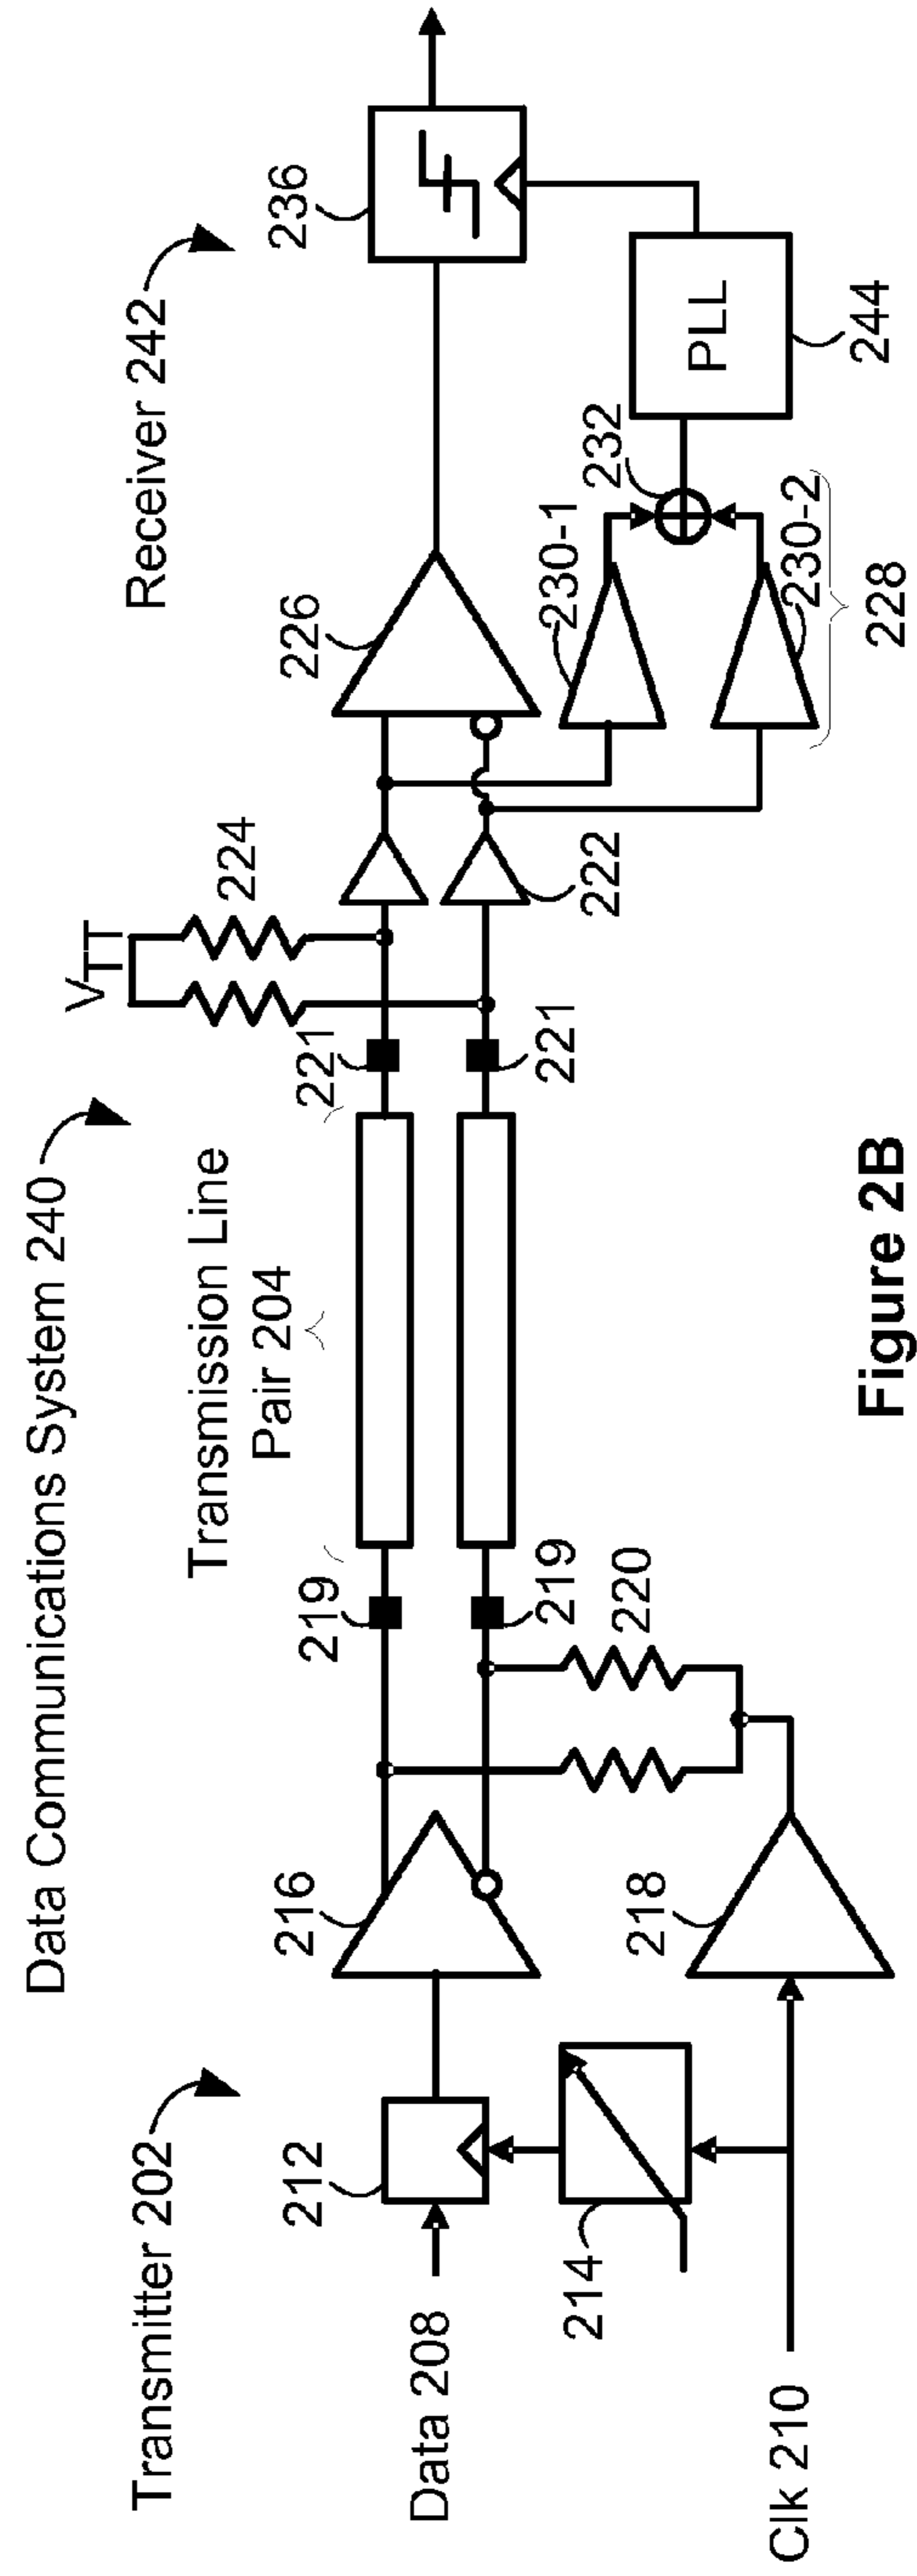 Data Communications System 240
Transmitter 202
Transmission Line
Pair 204
Receiver 242
V
TT
224
212
216
219
221
226
236
Data 208
219
221
222
230-1
232
PLL
214
218
220
230-2
228
244
Clk 210
Figure 2B